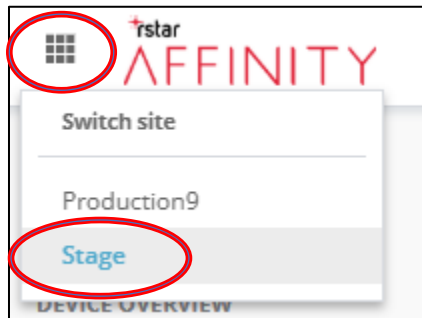 rstar
AFFINITY
Switch site
Production9
Stage
DEVICE OVERVIEW